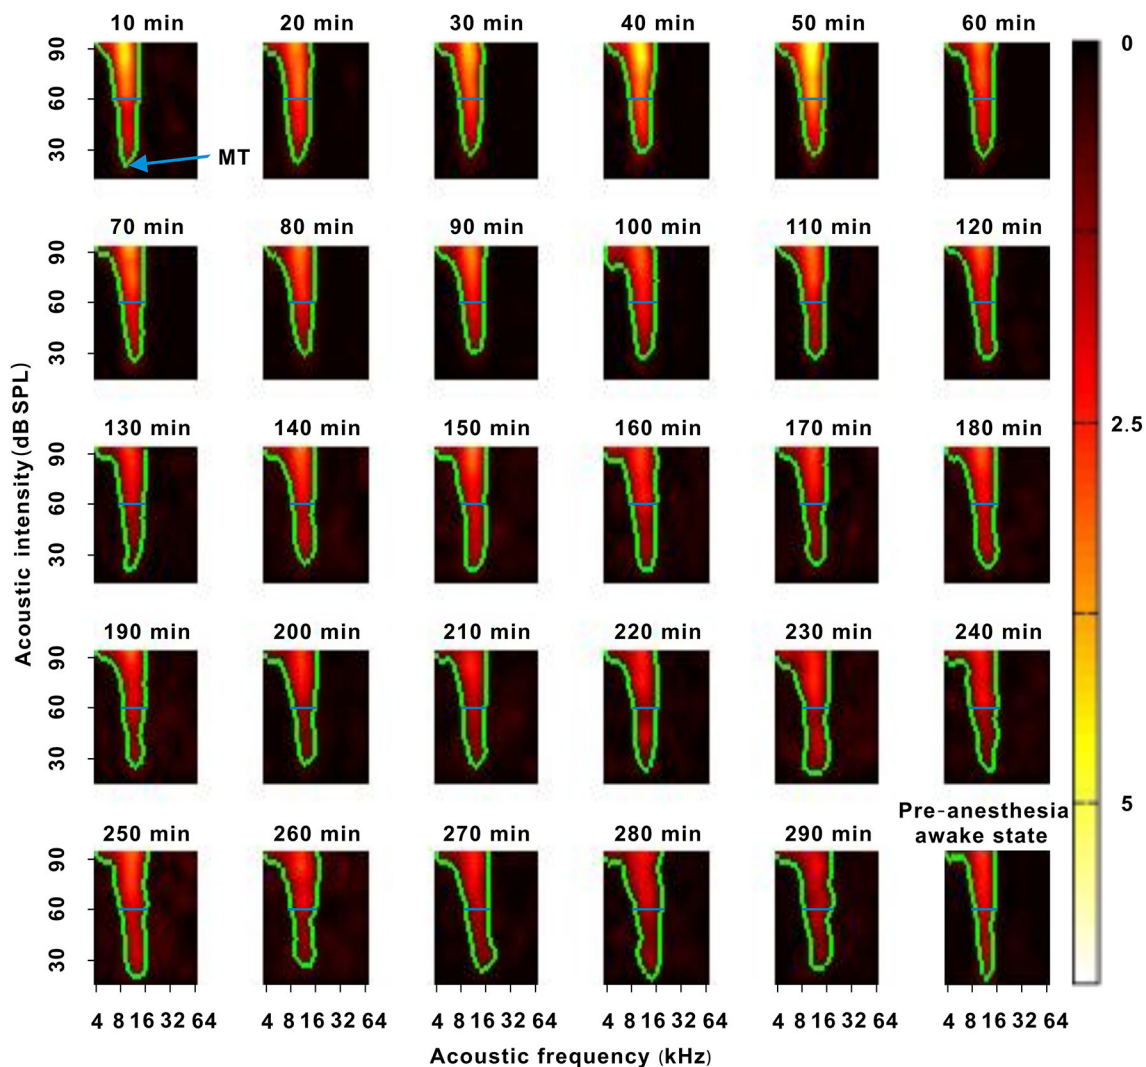 10 min 20 min 30 min 40 min 50 min 60 min
90
60
30
MT
70 min 80 min 90 min 100 min 110 min 120 min
90
60
30
130 min 140 min 150 min 160 min 170 min 180 min
90
60
30
190 min 200 min 210 min 220 min 230 min 240 min
90
60
30
Pre-anesthesia
awake state
250 min 260 min 270 min 280 min 290 min
90
60
30
4 8 16 32 64 4 8 16 32 64 4 8 16 32 64 4 8 16 32 64 4 8 16 32 64 4 8 16 32 64
Acoustic frequency (kHz)
Acoustic intensity (dB SPL)
0
2.5
5